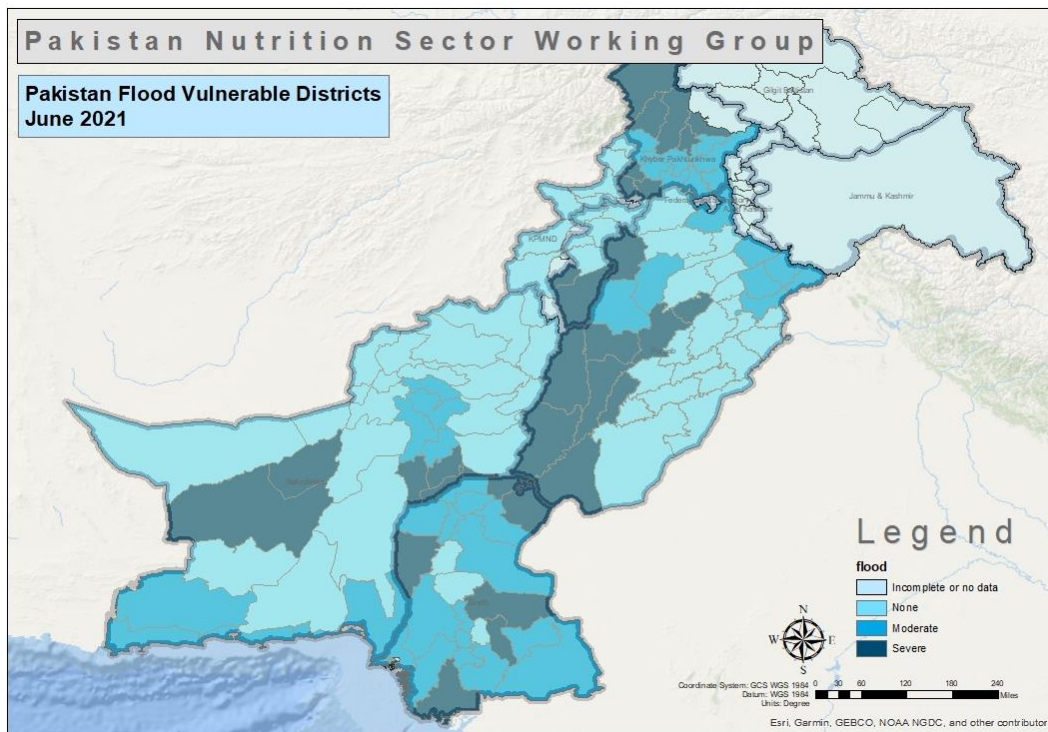 Pakistan Nutrition Sector Working Group
Pakistan Flood Vulnerable Districts
June 2021
Gilgit Baltistan
Khyber Pakhtunkhwa
Jammu & Kashmir
KPMND
Legend
flood
Incomplete or no data
None
Moderate
Severe
N
W E
S
Coordinate System: GCS WGS 1984
Datum: WGS 1984
Units: Degree
0 30 60 120 180 240
Miles
Esri, Garmin, GEBCO, NOAA NGDC, and other contributor